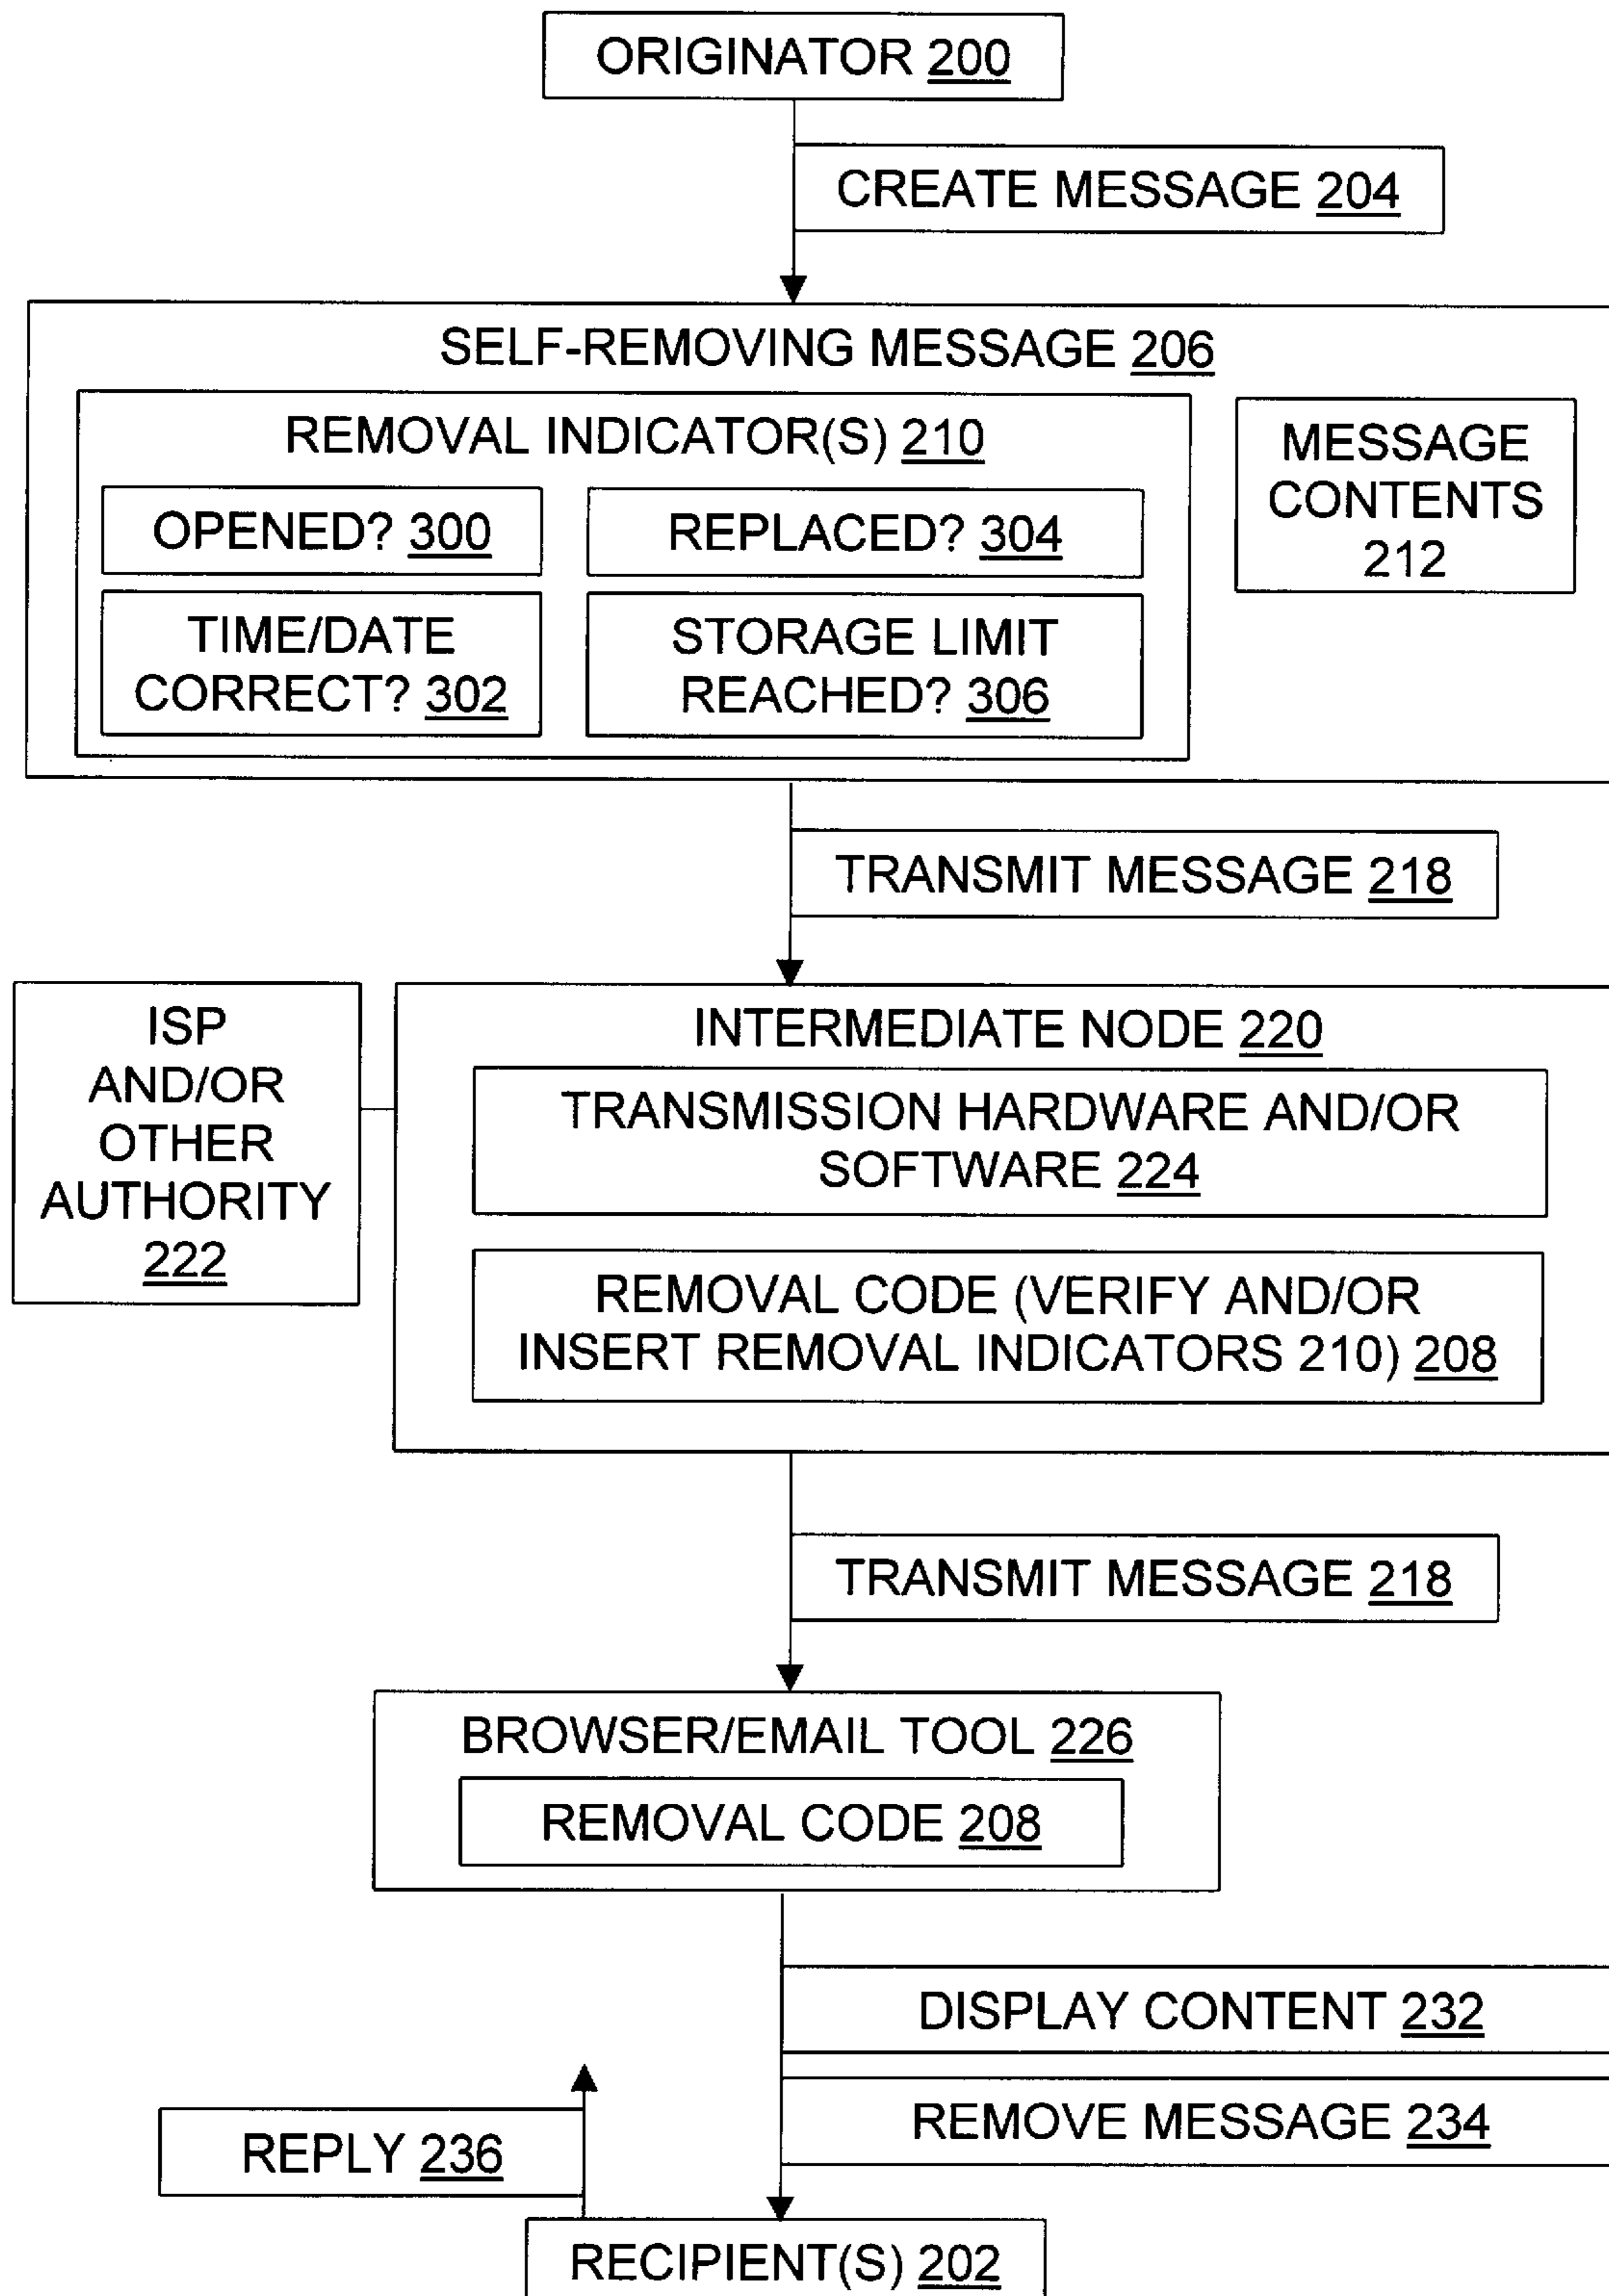 ORIGINATOR 200
CREATE MESSAGE 204
SELF-REMOVING MESSAGE 206
REMOVAL INDICATOR(S) 210
OPENED? 300
REPLACED? 304
TIME/DATE
CORRECT? 302
STORAGE LIMIT
REACHED? 306
MESSAGE
CONTENTS
212
TRANSMIT MESSAGE 218
ISP
AND/OR
OTHER
AUTHORITY
222
INTERMEDIATE NODE 220
TRANSMISSION HARDWARE AND/OR
SOFTWARE 224
REMOVAL CODE (VERIFY AND/OR
INSERT REMOVAL INDICATORS 210) 208
TRANSMIT MESSAGE 218
BROWSER/EMAIL TOOL 226
REMOVAL CODE 208
DISPLAY CONTENT 232
REMOVE MESSAGE 234
REPLY 236
RECIPIENT(S) 202